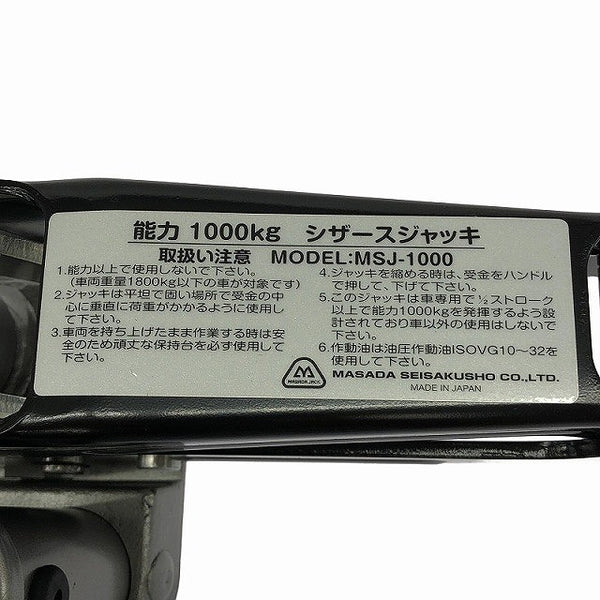 能力 1000kg シザースジャッキ
取扱い注意 MODEL:MSJ-1000
1.能力以上で使用しないで下さい。
(車両重量1800kg以下の車が対象です)
2.ジャッキは平坦で固い場所で受金の中
心に垂直に荷重がかかるように使用し
て下さい。
3.車両を持ち上げたまま作業する時は安
全のため頑丈な保持台を必ず使用して
下さい。
4.ジャッキを縮める時は、受金をハンドル
で押して、下げて下さい。
5.このジャッキは車専用で½ストローク
以上で能力1000kgを発揮するよう設
計されており車以外の使用はしないで
下さい。
6.作動油は油圧作動油ISOVG10〜32を
使用して下さい。
MASADA JACK
MASADA SEISAKUSHO CO.,LTD.
MADE IN JAPAN